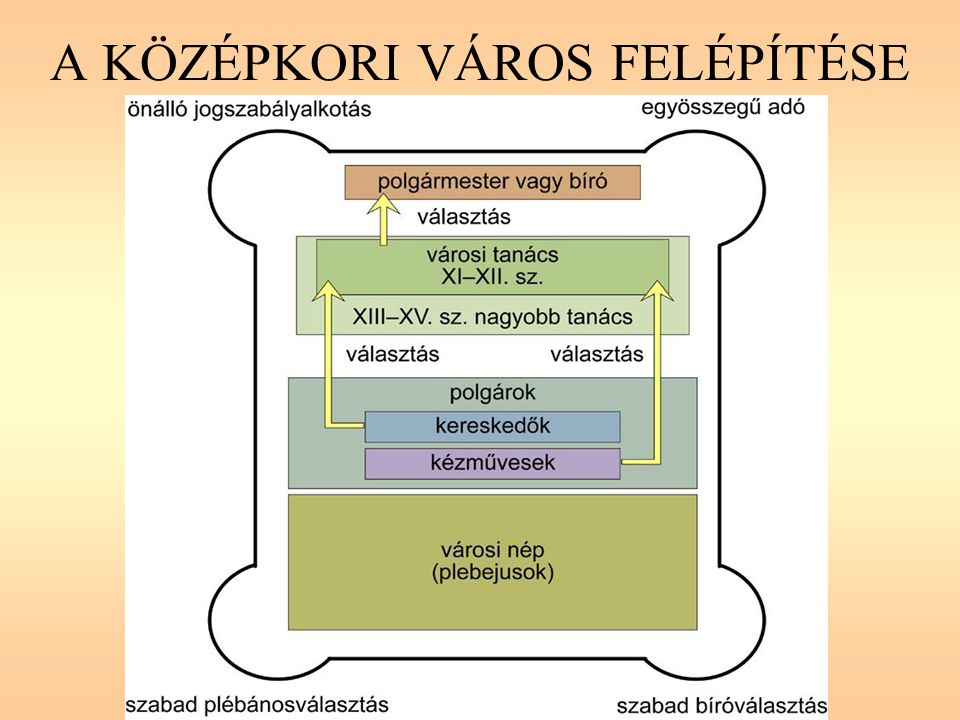 A KÖZÉPKORI VÁROS FELÉPÍTÉSE
önálló jogszabályalkotás
egyösszegű adó
polgármester vagy bíró
választás
városi tanács
XI–XII. sz.
XIII–XV. sz. nagyobb tanács
választás
választás
polgárok
kereskedők
kézművesek
városi nép
(plebejusok)
szabad plébánosválasztás
szabad bíróválasztás